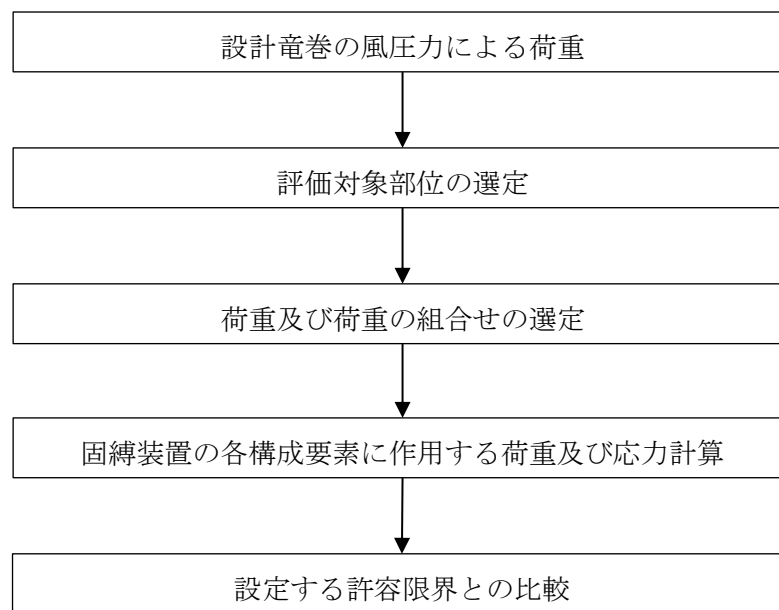 設計竜巻の風圧力による荷重
評価対象部位の選定
荷重及び荷重の組合せの選定
固縛装置の各構成要素に作用する荷重及び応力計算
設定する許容限界との比較